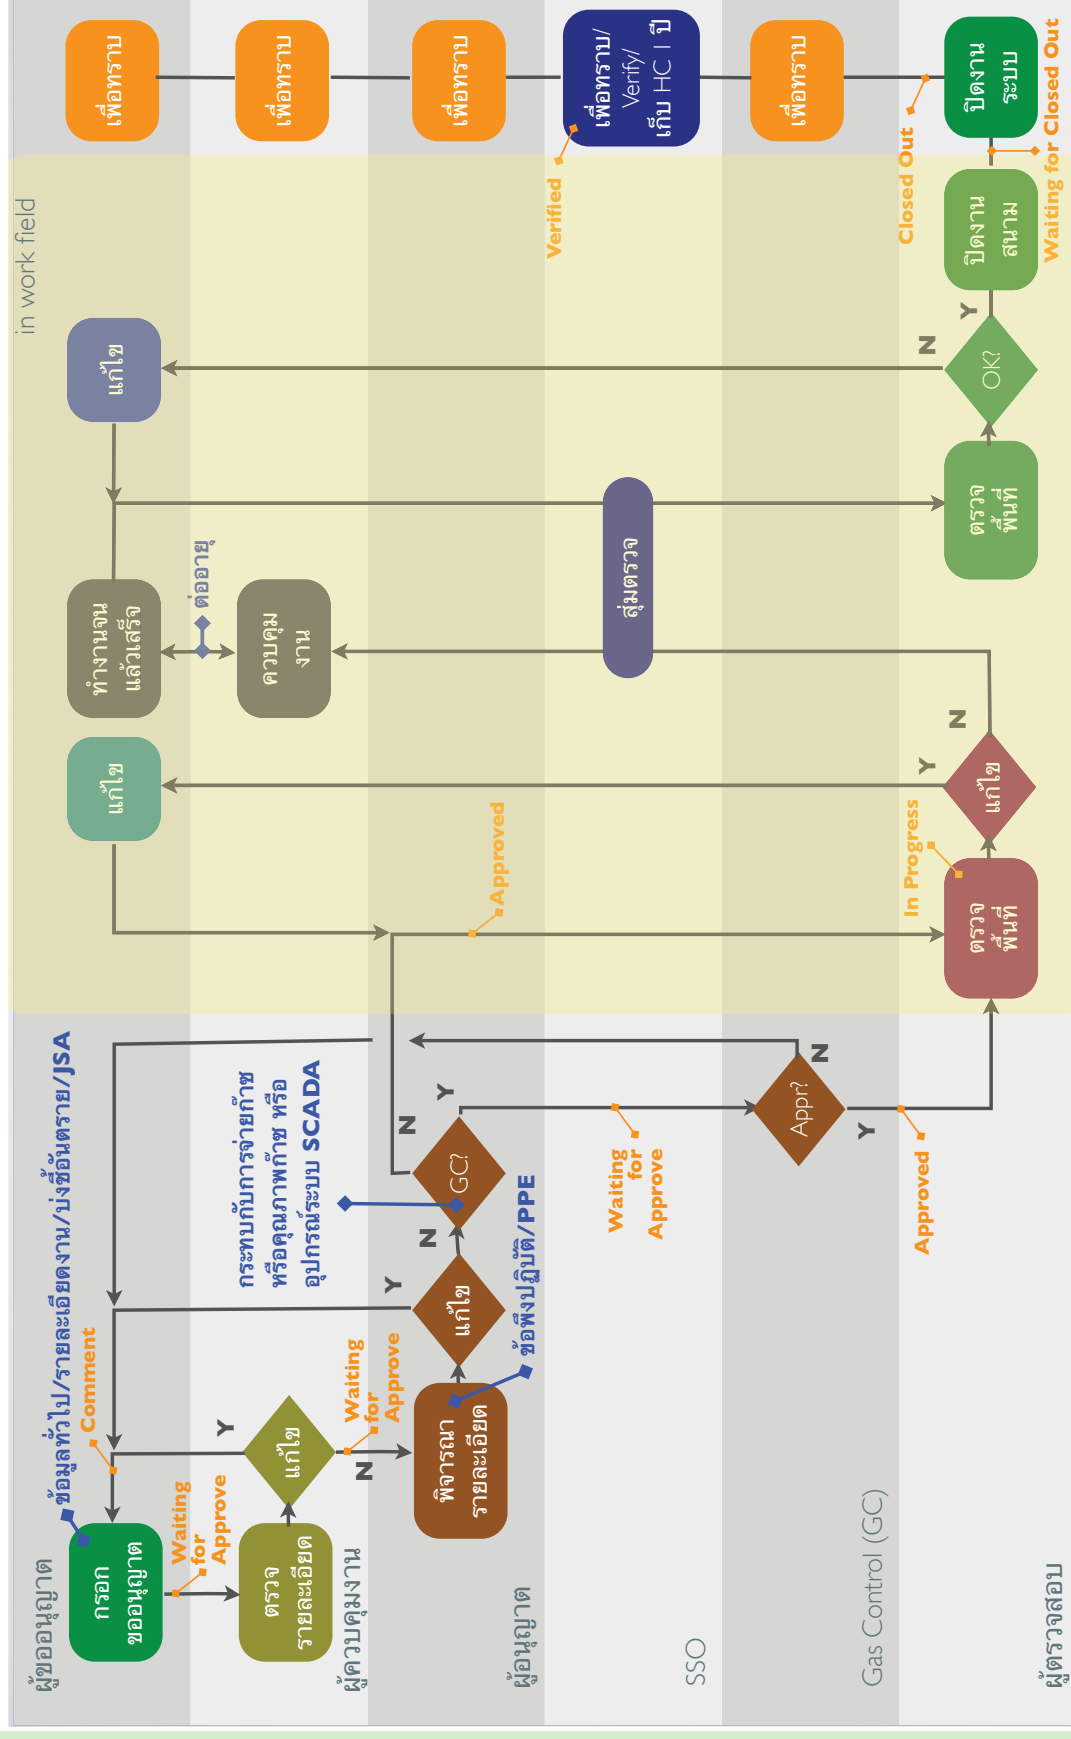 ผู้ขออนุญาต
ข้อมูลทั่วไป/รายละเอียดงาน/บ่งชี้อันตราย/JSA
in work field
กรอก
ขออนุญาต
Comment
แก้ไข
ทำงานจน
แล้วเสร็จ
แก้ไข
เพื่อทราบ
Waiting
for
Approve
ต่ออายุ
ผู้ควบคุมงาน
ตรวจ
รายละเอียด
แก้ไข
Y
N
Waiting
for
Approve
กระทบกับการจ่ายก๊าซ
หรือคุณภาพก๊าซ หรือ
อุปกรณ์ระบบ SCADA
ควบคุม
งาน
เพื่อทราบ
ผู้อนุญาต
พิจารณา
รายละเอียด
แก้ไข
Y
N
GC?
N
Y
ข้อพึงปฏิบัติ/PPE
Approved
เพื่อทราบ
SSO
Waiting
for
Approve
สุ่มตรวจ
Verified
เพื่อทราบ/
Verify/
เก็บ HC 1 ปี
Gas Control (GC)
Appr?
N
Y
เพื่อทราบ
ผู้ตรวจสอบ
Approved
In Progress
ตรวจ
พื้นที่
แก้ไข
Y
N
ตรวจ
พื้นที่
OK?
N
Y
ปิดงาน
สนาม
Closed Out
ปิดงาน
ระบบ
Waiting for Closed Out